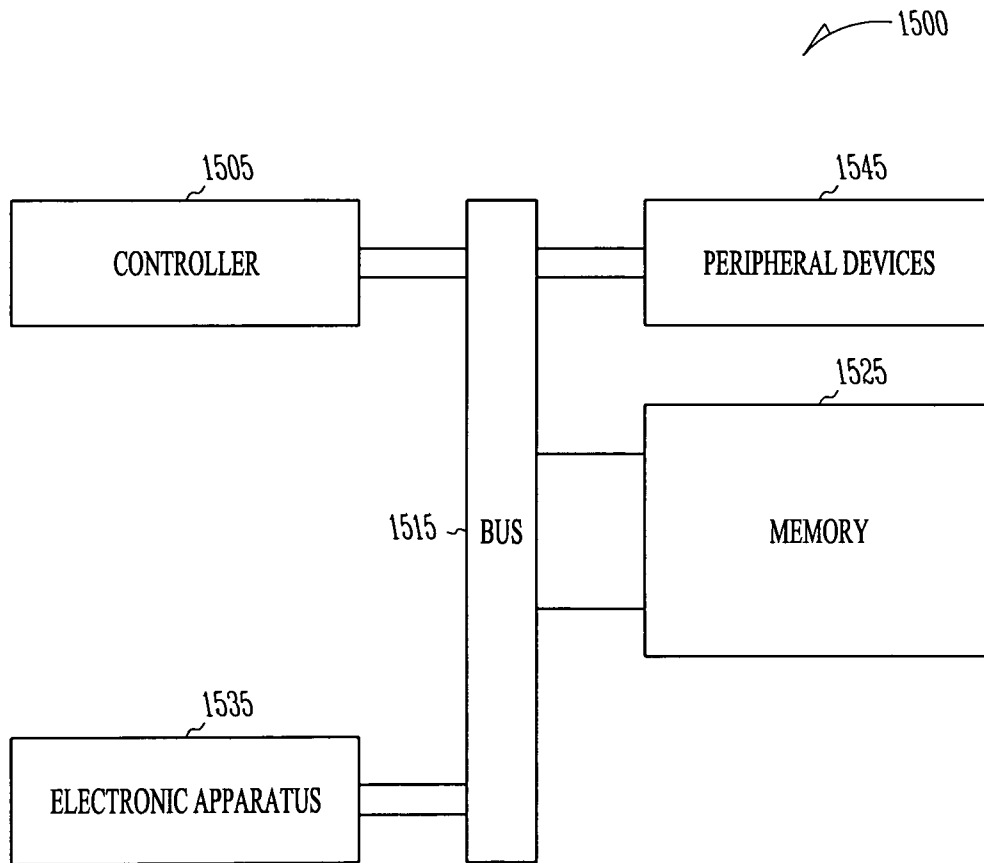 1500
1505
CONTROLLER
1545
PERIPHERAL DEVICES
1525
MEMORY
1515
BUS
1535
ELECTRONIC APPARATUS